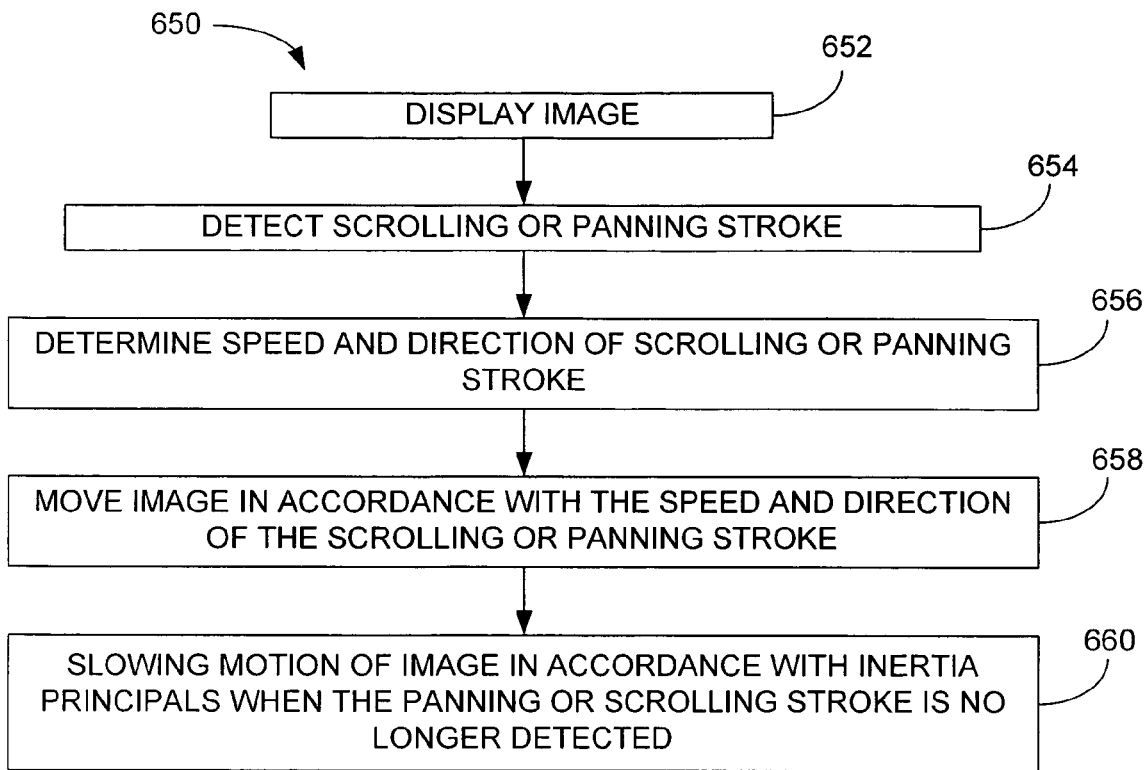 650
652
DISPLAY IMAGE
654
DETECT SCROLLING OR PANNING STROKE
656
DETERMINE SPEED AND DIRECTION OF SCROLLING OR PANNING
STROKE
658
MOVE IMAGE IN ACCORDANCE WITH THE SPEED AND DIRECTION
OF THE SCROLLING OR PANNING STROKE
660
SLOWING MOTION OF IMAGE IN ACCORDANCE WITH INERTIA
PRINCIPALS WHEN THE PANNING OR SCROLLING STROKE IS NO
LONGER DETECTED